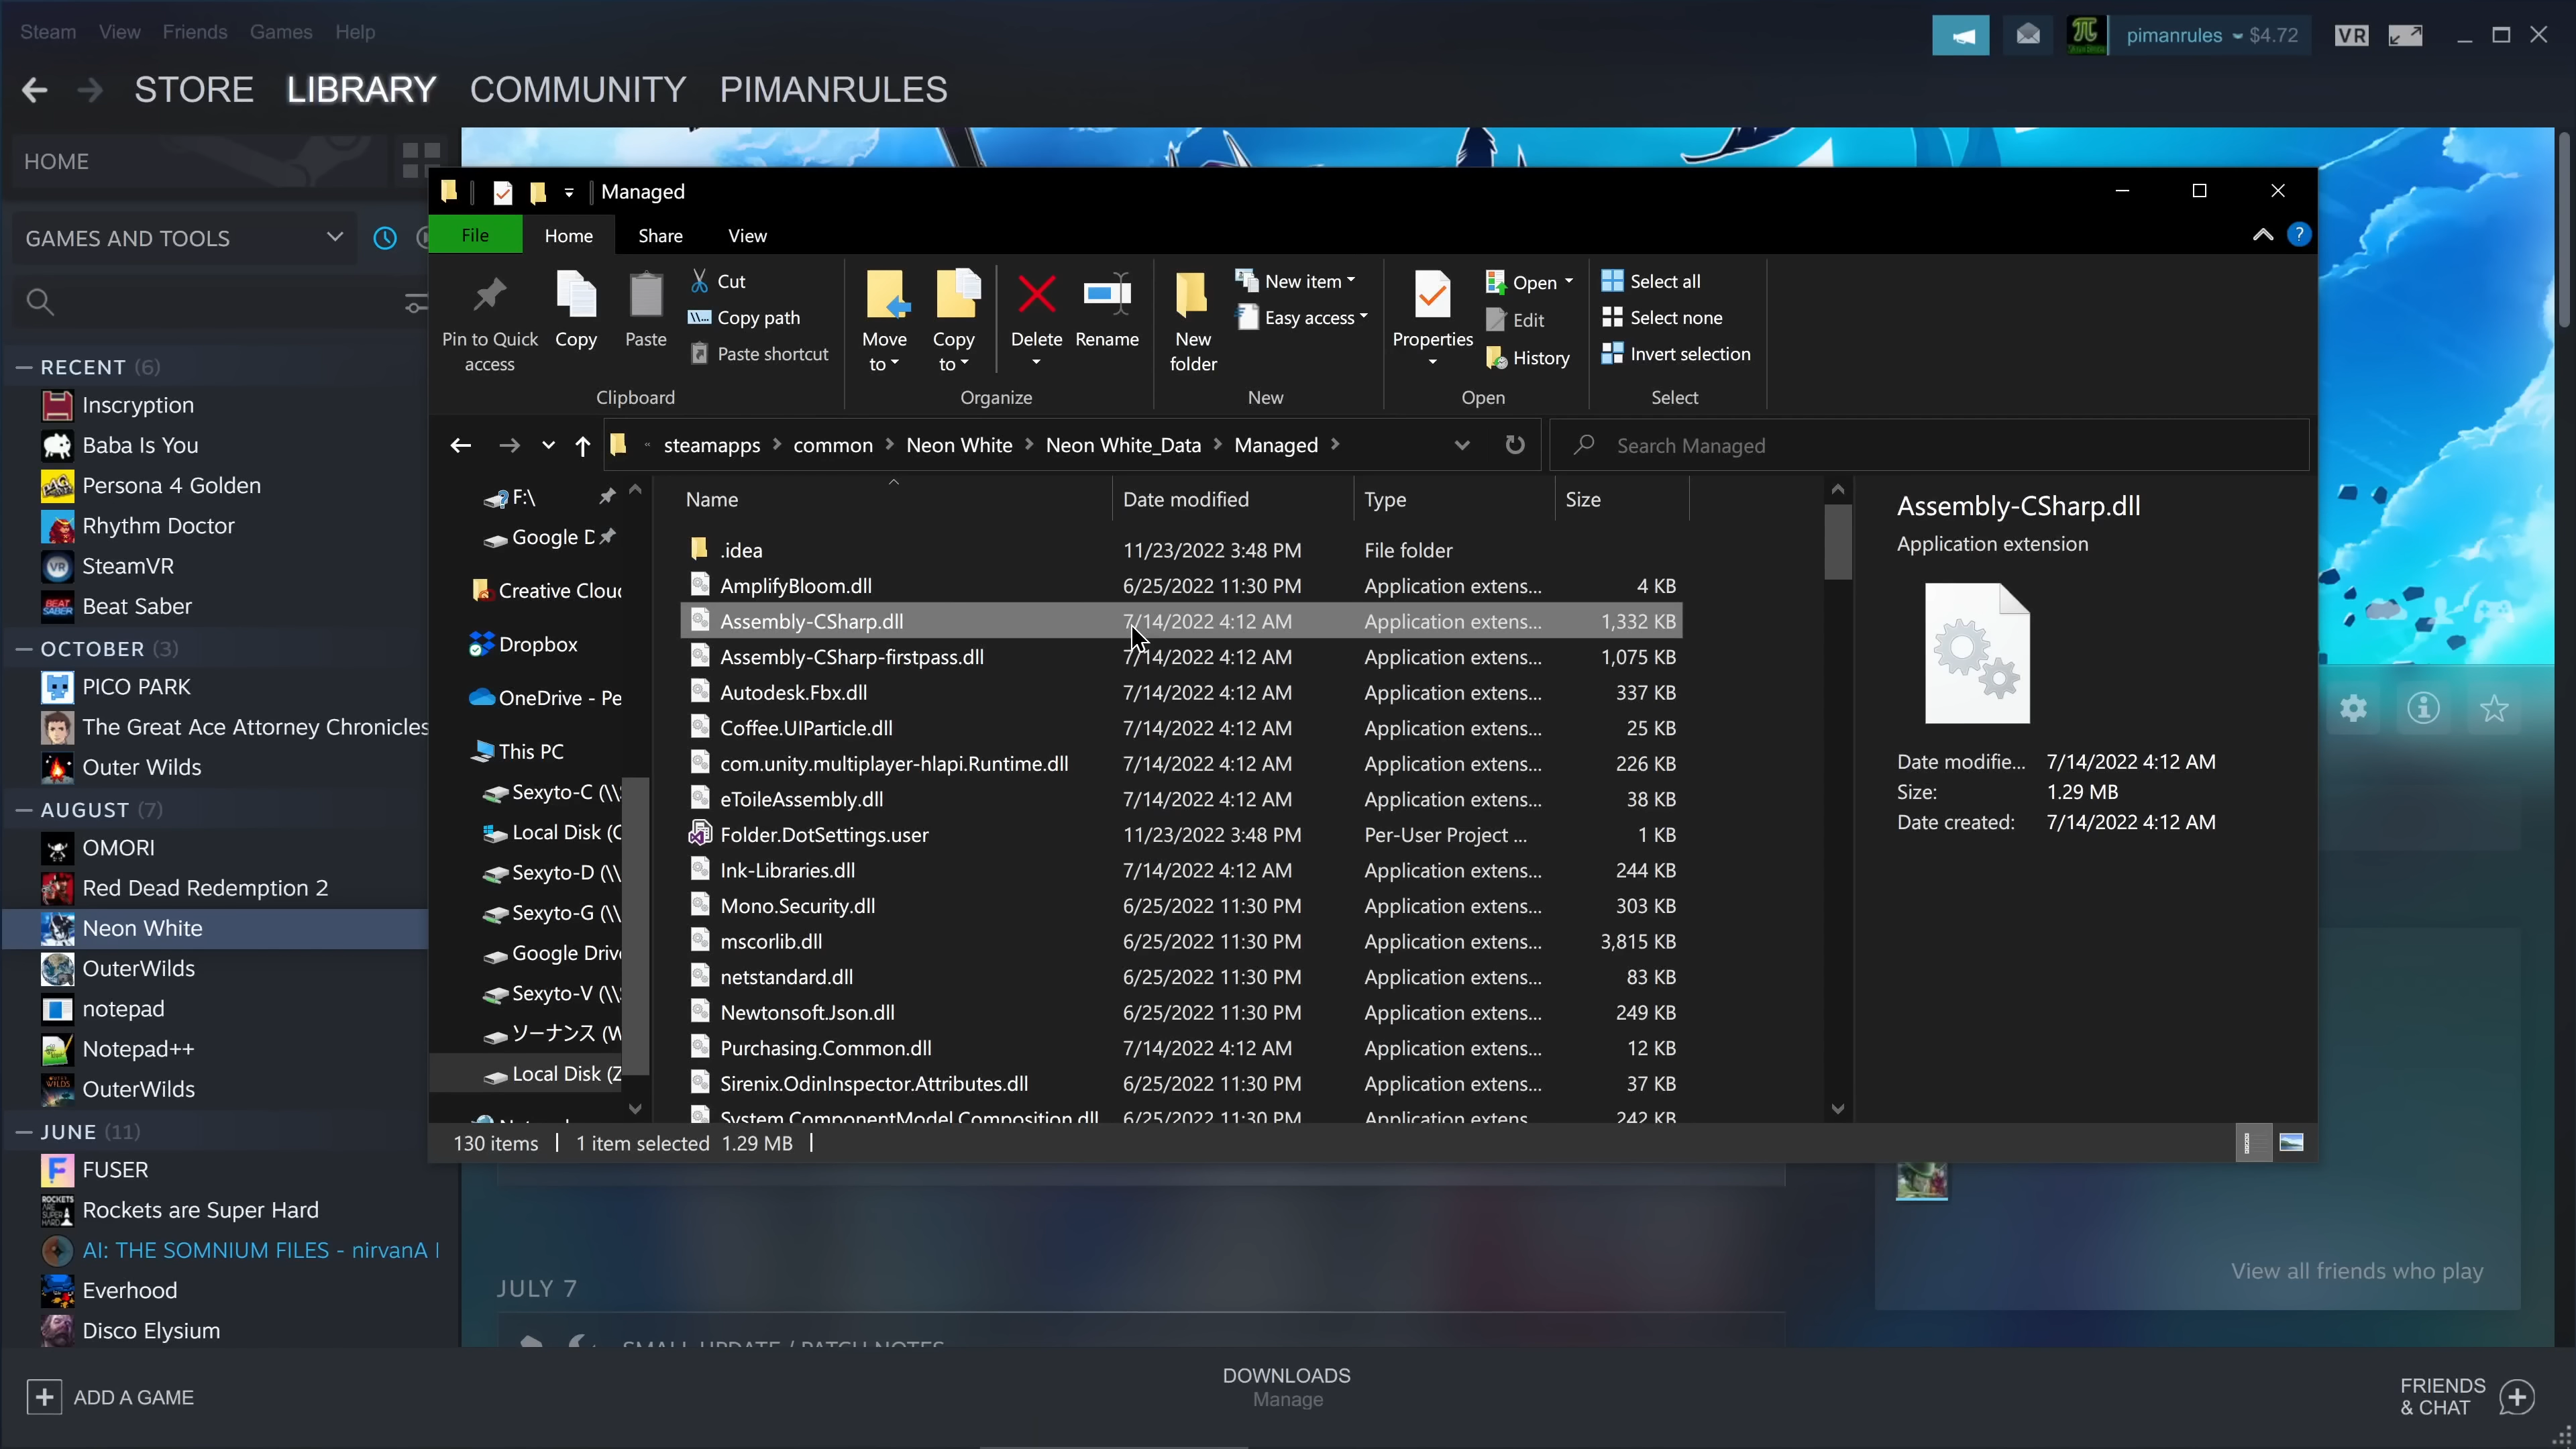 Steam View Friends Games Help
pimanrules $4.72 VR
STORE LIBRARY COMMUNITY PIMANRULES
HOME
GAMES AND TOOLS
— RECENT (6)
Inscryption
Baba Is You
Persona 4 Golden
Rhythm Doctor
SteamVR
Beat Saber
— OCTOBER (3)
PICO PARK
The Great Ace Attorney Chronicles
Outer Wilds
— AUGUST (7)
OMORI
Red Dead Redemption 2
Neon White
OuterWilds
notepad
Notepad++
OuterWilds
— JUNE (11)
FUSER
Rockets are Super Hard
AI: THE SOMNIUM FILES - nirvanA I
Everhood
Disco Elysium
Managed
File Home Share View
Pin to Quick access
Copy
Paste
Cut
Copy path
Paste shortcut
Clipboard
Move to
Copy to
Delete
Rename
Organize
New folder
New item
Easy access
New
Properties
Open
Edit
History
Open
Select all
Select none
Invert selection
Select
« steamapps > common > Neon White > Neon White_Data > Managed >
Search Managed
F:\
Google D
Creative Clou
Dropbox
OneDrive - Pe
This PC
Sexyto-C (\\
Local Disk (C
Sexyto-D (\\
Sexyto-G (\\
Google Driv
Sexyto-V (\\
ソーナンス (W
Local Disk (Z
Name Date modified Type Size
.idea 11/23/2022 3:48 PM File folder
AmplifyBloom.dll 6/25/2022 11:30 PM Application extens... 4 KB
Assembly-CSharp.dll 7/14/2022 4:12 AM Application extens... 1,332 KB
Assembly-CSharp-firstpass.dll 7/14/2022 4:12 AM Application extens... 1,075 KB
Autodesk.Fbx.dll 7/14/2022 4:12 AM Application extens... 337 KB
Coffee.UIParticle.dll 7/14/2022 4:12 AM Application extens... 25 KB
com.unity.multiplayer-hlapi.Runtime.dll 7/14/2022 4:12 AM Application extens... 226 KB
eToileAssembly.dll 7/14/2022 4:12 AM Application extens... 38 KB
Folder.DotSettings.user 11/23/2022 3:48 PM Per-User Project ... 1 KB
Ink-Libraries.dll 7/14/2022 4:12 AM Application extens... 244 KB
Mono.Security.dll 6/25/2022 11:30 PM Application extens... 303 KB
mscorlib.dll 6/25/2022 11:30 PM Application extens... 3,815 KB
netstandard.dll 6/25/2022 11:30 PM Application extens... 83 KB
Newtonsoft.Json.dll 6/25/2022 11:30 PM Application extens... 249 KB
Purchasing.Common.dll 7/14/2022 4:12 AM Application extens... 12 KB
Sirenix.OdinInspector.Attributes.dll 6/25/2022 11:30 PM Application extens... 37 KB
System.ComponentModel.Composition.dll 6/25/2022 11:30 PM Application extens... 242 KB
Assembly-CSharp.dll
Application extension
Date modifie... 7/14/2022 4:12 AM
Size: 1.29 MB
Date created: 7/14/2022 4:12 AM
130 items 1 item selected 1.29 MB
View all friends who play
JULY 7
SMALL UPDATE / PATCH NOTES
ADD A GAME
DOWNLOADS
Manage
FRIENDS
& CHAT